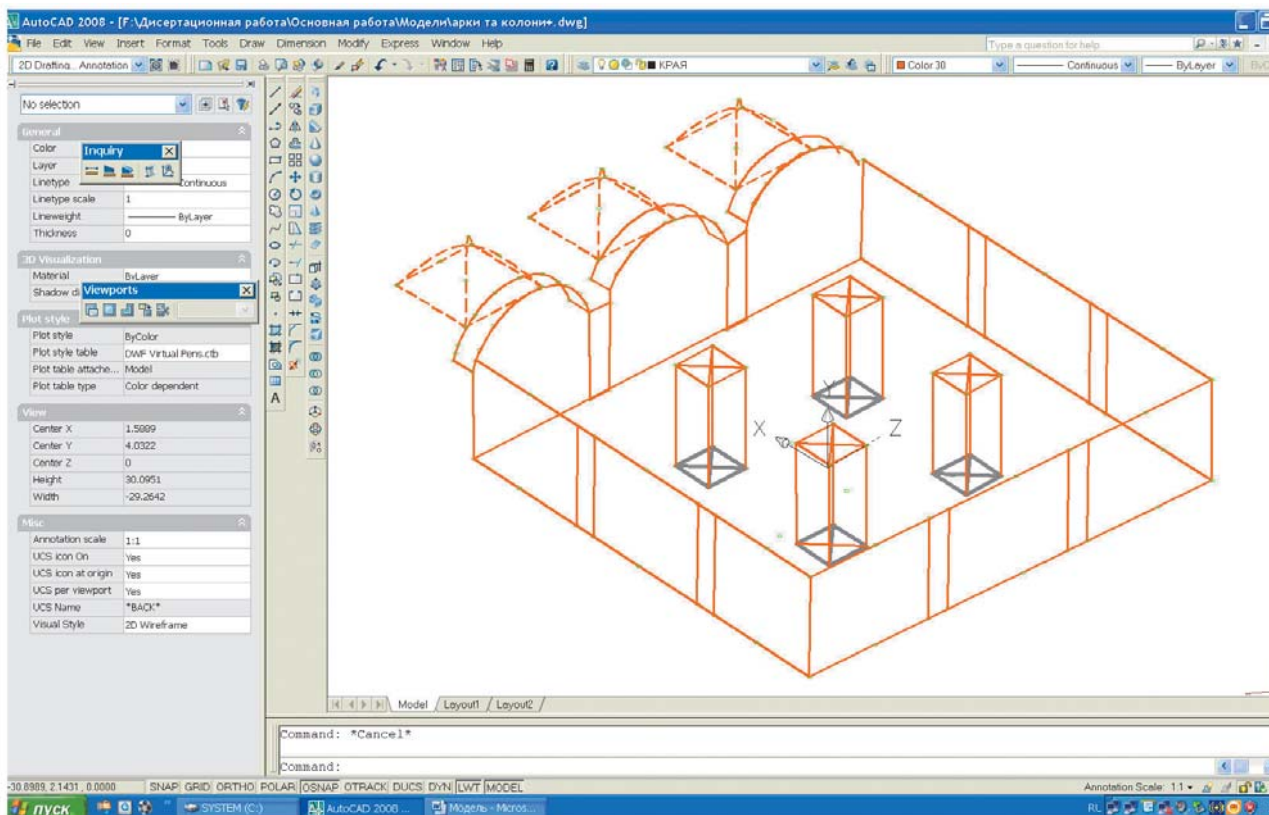 AutoCAD 2008 - [F:\Дисертационная работа\Основная работа\Модели\арки та колони+.dwg]
File Edit View Insert Format Tools Draw Dimension Modify Express Window Help
Type a question for help
2D Drafting... Annotation
КРАЯ
Color 30
Continuous
ByLayer
ByCo
No selection
General
Color
Inquiry
Layer
Linetype
Continuous
Linetype scale 1
Lineweight ByLayer
Thickness 0
3D Visualization
Material ByLayer
Shadow di
Viewports
Plot style
Plot style ByColor
Plot style table DWF Virtual Pens.ctb
Plot table attache... Model
Plot table type Color dependent
View
Center X 1.5889
Center Y 4.0322
Center Z 0
Height 30.0951
Width -29.2642
Misc
Annotation scale 1:1
UCS icon On Yes
UCS icon at origin Yes
UCS per viewport Yes
UCS Name *BACK*
Visual Style 2D Wireframe
A
Y
X
Z
Model Layout1 Layout2
Command: *Cancel*
Command:
-30.8989, 2.1431, 0.0000 SNAP GRID ORTHO POLAR OSNAP OTRACK DUCS DYN LWT MODEL
Annotation Scale: 1:1
пуск
SYSTEM (C:)
AutoCAD 2008 ...
Модель - Micros...
RL